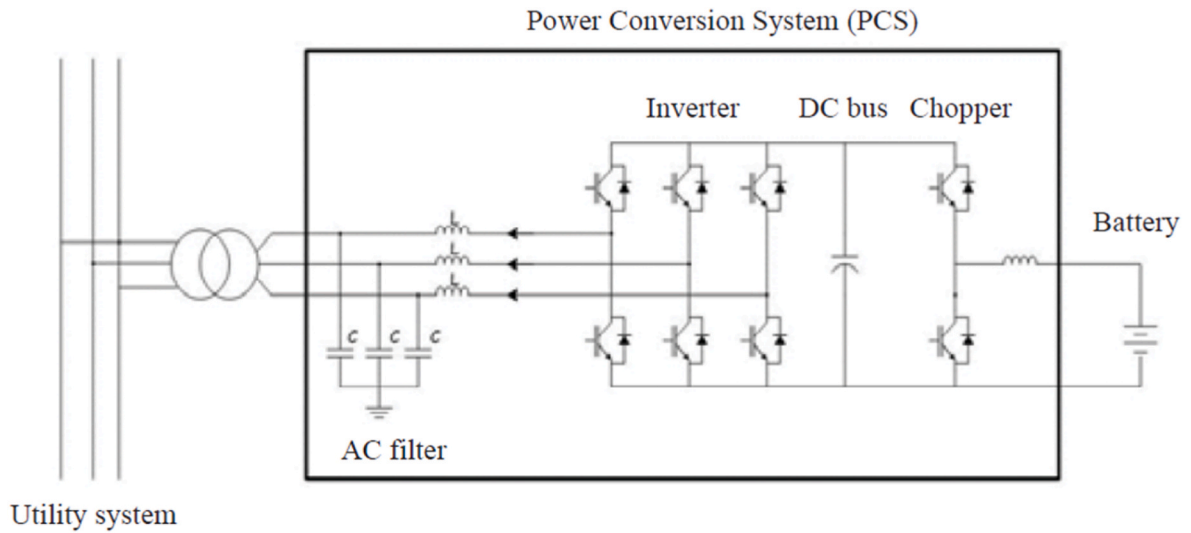 Power Conversion System (PCS)
Inverter
DC bus
Chopper
Battery
L
L
L
C
C
C
AC filter
Utility system